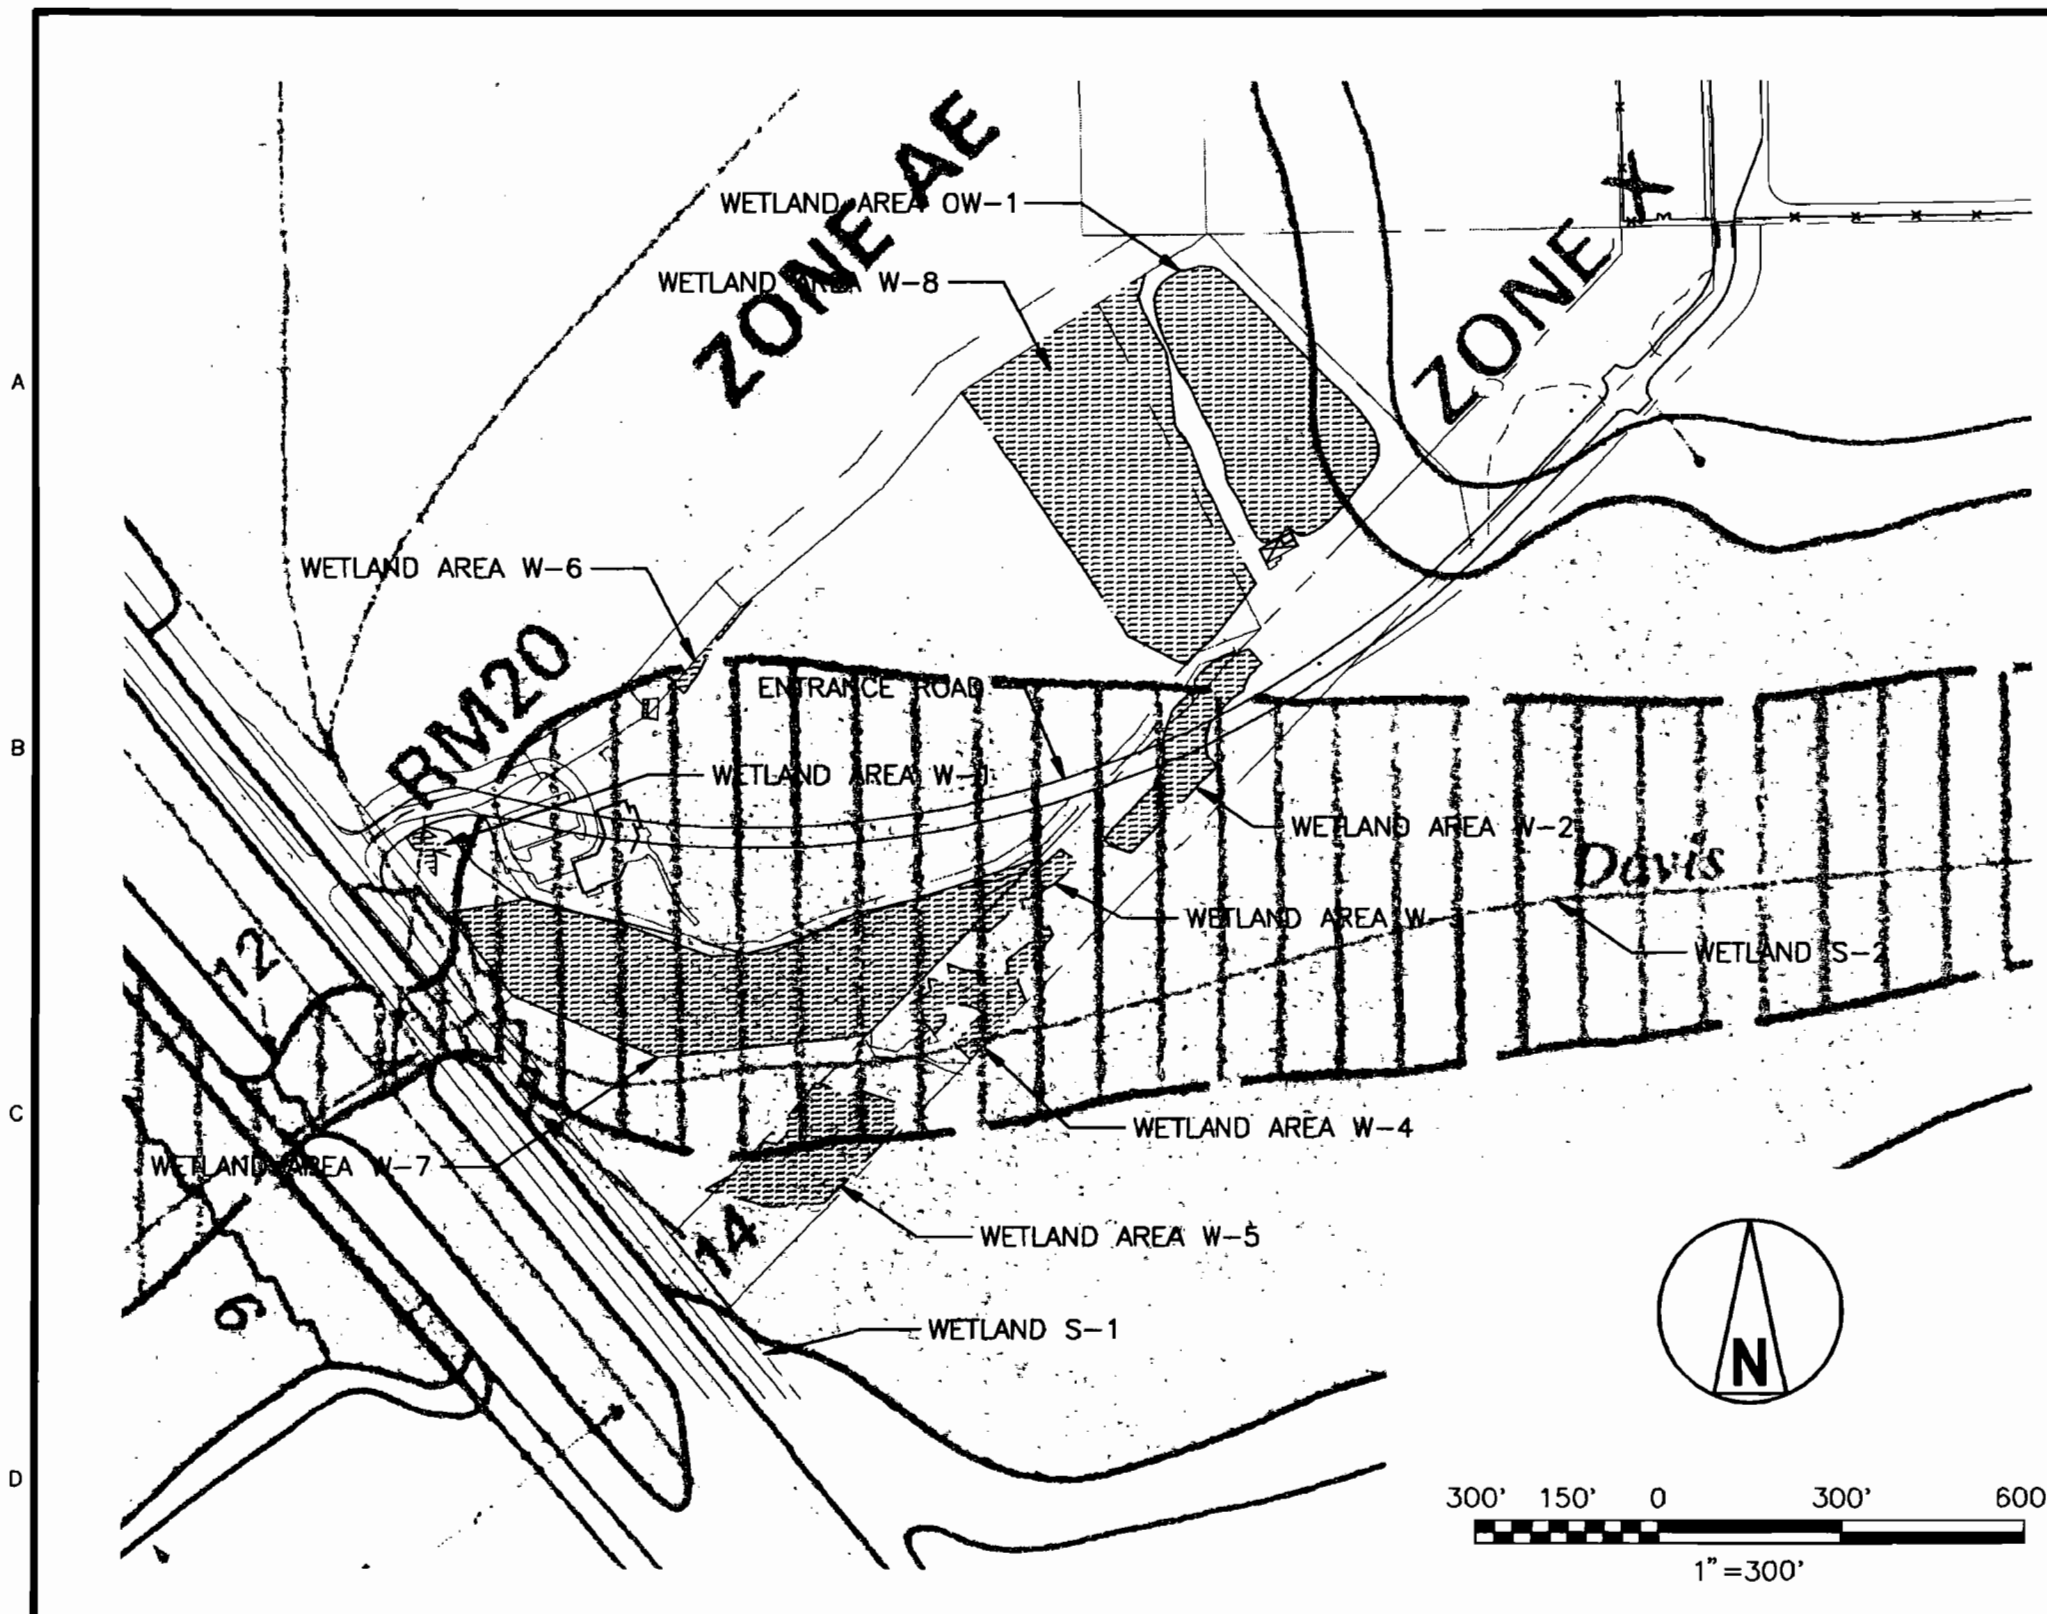 ZONE AE
WETLAND AREA OW-1
ZONE X
WETLAND AREA W-8
A
WETLAND AREA W-6
RM20
ENTRANCE ROAD
B
WETLAND AREA W-1
WETLAND AREA W-2
Davis
WETLAND AREA W-
WETLAND S-2
12
C
WETLAND AREA W-4
WETLAND AREA W-7
14
WETLAND AREA W-5
9
WETLAND S-1
N
D
300' 150' 0 300' 600
1"=300'